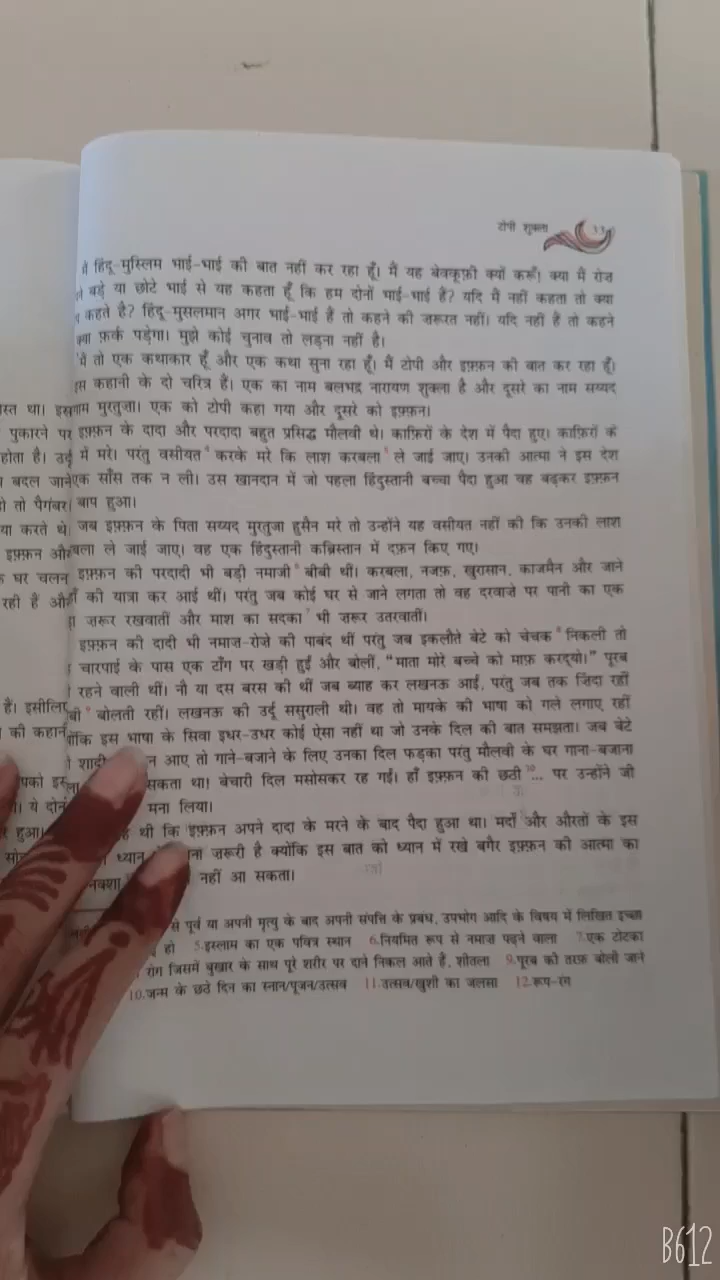 टोपी शुक्ला
मैं हिंदू-मुस्लिम भाई-भाई की बात नहीं कर रहा हूँ। मैं यह बेवकूफ़ी क्यों करूँ! क्या मैं रोज़
बड़े या छोटे भाई से यह कहता हूँ कि हम दोनों भाई-भाई हैं? यदि मैं नहीं कहता तो क्या
कहते हैं? हिंदू-मुसलमान अगर भाई-भाई हैं तो कहने की ज़रूरत नहीं। यदि नहीं हैं तो कहने
क्या फ़र्क पड़ेगा। मुझे कोई चुनाव तो लड़ना नहीं है।
मैं तो एक कथाकार हूँ और एक कथा सुना रहा हूँ। मैं टोपी और इफ़्फ़न की बात कर रहा हूँ।
इस कहानी के दो चरित्र हैं। एक का नाम बलभद्र नारायण शुक्ला है और दूसरे का नाम सय्यद
मुरतुज़ा। एक को टोपी कहा गया और दूसरे को इफ़्फ़न।
इफ़्फ़न के दादा और परदादा बहुत प्रसिद्ध मौलवी थे। काफ़िरों के देश में पैदा हुए। काफ़िरों के
में मरे। परंतु वसीयत 4 करके मरे कि लाश करबला 5 ले जाई जाए। उनकी आत्मा ने इस देश
एक साँस तक न ली। उस खानदान में जो पहला हिंदुस्तानी बच्चा पैदा हुआ वह बढ़कर इफ़्फ़न
बाप हुआ।
जब इफ़्फ़न के पिता सय्यद मुरतुज़ा हुसैन मरे तो उन्होंने यह वसीयत नहीं की कि उनकी लाश
ले जाई जाए। वह एक हिंदुस्तानी कब्रिस्तान में दफ़न किए गए।
इफ़्फ़न की परदादी भी बड़ी नमाज़ी 6 बीबी थीं। करबला, नजफ़, खुरासान, काज़मैन और जाने
की यात्रा कर आई थीं। परंतु जब कोई घर से जाने लगता तो वह दरवाज़े पर पानी का एक
ज़रूर रखवातीं और माश का सदका 7 भी ज़रूर उतरवातीं।
इफ़्फ़न की दादी भी नमाज़-रोज़े की पाबंद थीं परंतु जब इकलौते बेटे को चेचक 8 निकली तो
चारपाई के पास एक टाँग पर खड़ी हुईं और बोलीं, “माता मोरे बच्चे को माफ़ करद्यो।” पूरब
रहने वाली थीं। नौ या दस बरस की थीं जब ब्याह कर लखनऊ आईं, परंतु जब तक ज़िंदा रहीं
9 बोलती रहीं। लखनऊ की उर्दू ससुराली थी। वह तो मायके की भाषा को गले लगाए रहीं
इस भाषा के सिवा इधर-उधर कोई ऐसा नहीं था जो उनके दिल की बात समझता। जब बेटे
शादी आए तो गाने-बजाने के लिए उनका दिल फड़का परंतु मौलवी के घर गाना-बजाना
सकता था! बेचारी दिल मसोसकर रह गईं। हाँ इफ़्फ़न की छठी 10... पर उन्होंने जी
मना लिया।
थी कि इफ़्फ़न अपने दादा के मरने के बाद पैदा हुआ था। मर्दों और औरतों के इस
ध्यान ज़रूरी है क्योंकि इस बात को ध्यान में रखे बगैर इफ़्फ़न की आत्मा का
नहीं आ सकता।
से पूर्व या अपनी मृत्यु के बाद अपनी संपत्ति के प्रबंध, उपभोग आदि के विषय में लिखित इच्छा
हो 5.इस्लाम का एक पवित्र स्थान 6.नियमित रूप से नमाज़ पढ़ने वाला 7.एक टोटका
रोग जिसमें बुखार के साथ पूरे शरीर पर दाने निकल आते हैं, शीतला 9.पूरब की तरफ़ बोली जाने
10.जन्म के छठे दिन का स्नान/पूजन/उत्सव 11.उत्सव/खुशी का जलसा 12.रूप-रंग
B612